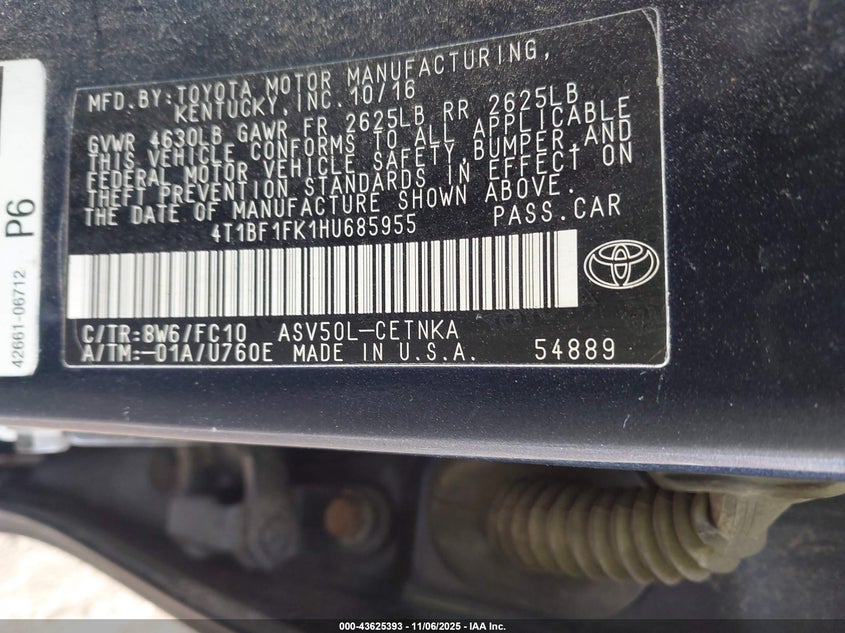 MFD.BY:TOYOTA MOTOR MANUFACTURING,
KENTUCKY,INC.10/16
GVWR 4630LB GAWR FR 2625LB RR 2625LB
THIS VEHICLE CONFORMS TO ALL APPLICABLE
FEDERAL MOTOR VEHICLE SAFETY,BUMPER,AND
THEFT PREVENTION STANDARDS IN EFFECT ON
THE DATE OF MANUFACTURE SHOWN ABOVE.
4T1BF1FK1HU685955 PASS.CAR
C/TR:8W6/FC10 ASV50L-CETNKA
A/TM:-01A/U760E MADE IN U.S.A. 54889
P6
42661-06712
000-43625393 - 11/06/2025 - IAA Inc.